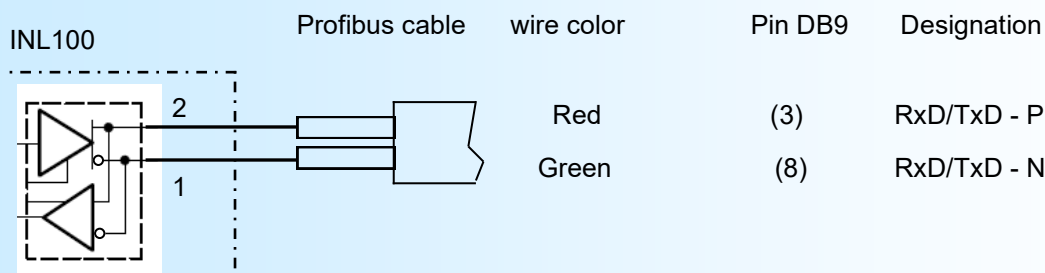 INL100 Profibus cable wire color Pin DB9 Designation
2 Red (3) RxD/TxD - P
1 Green (8) RxD/TxD - N